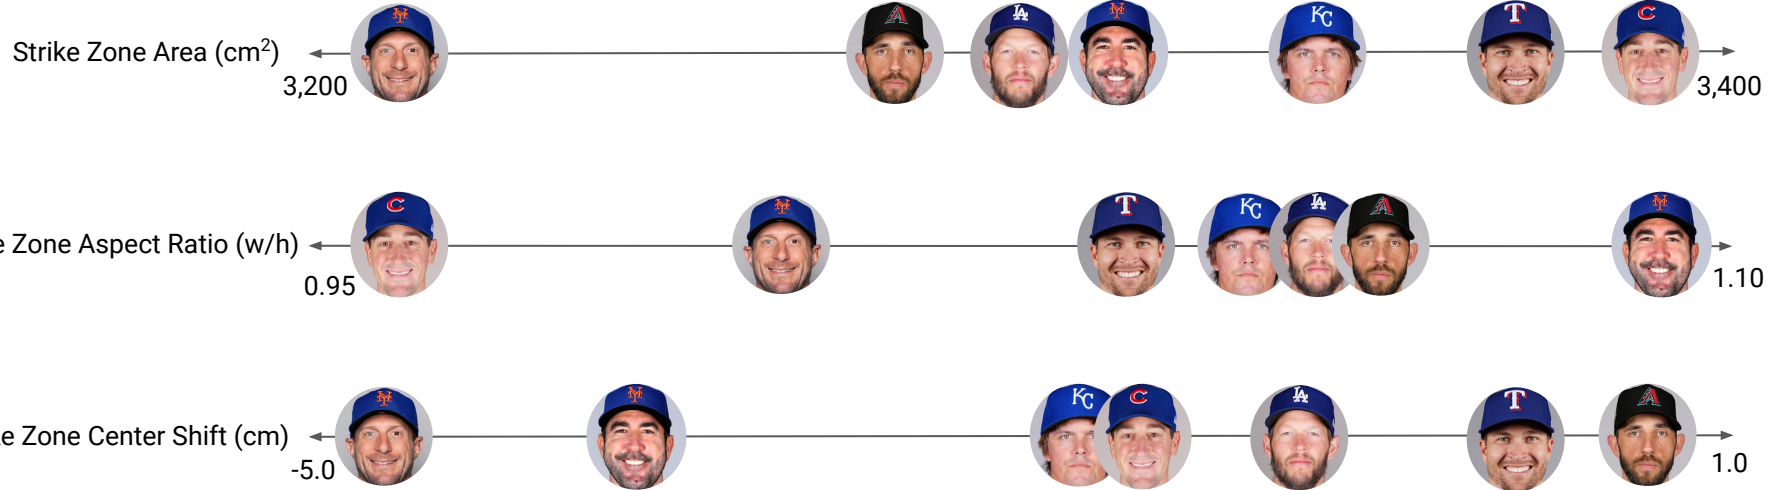 Strike Zone Area (cm²)
3,200
3,400
e Zone Aspect Ratio (w/h)
0.95
1.10
e Zone Center Shift (cm)
-5.0
1.0